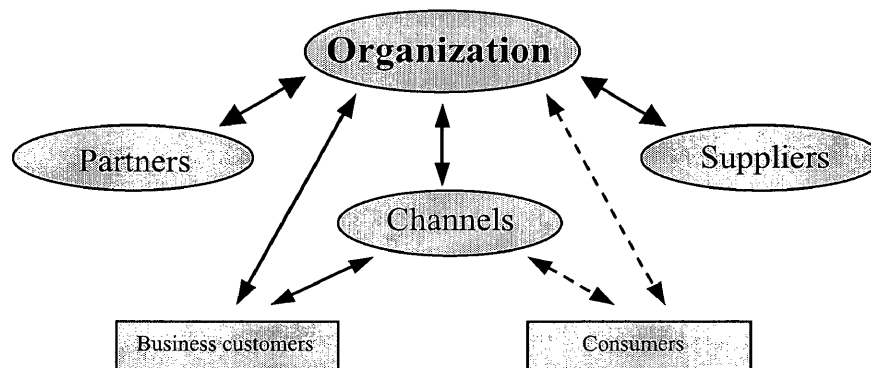 Organization
Partners
Suppliers
Channels
Business customers
Consumers